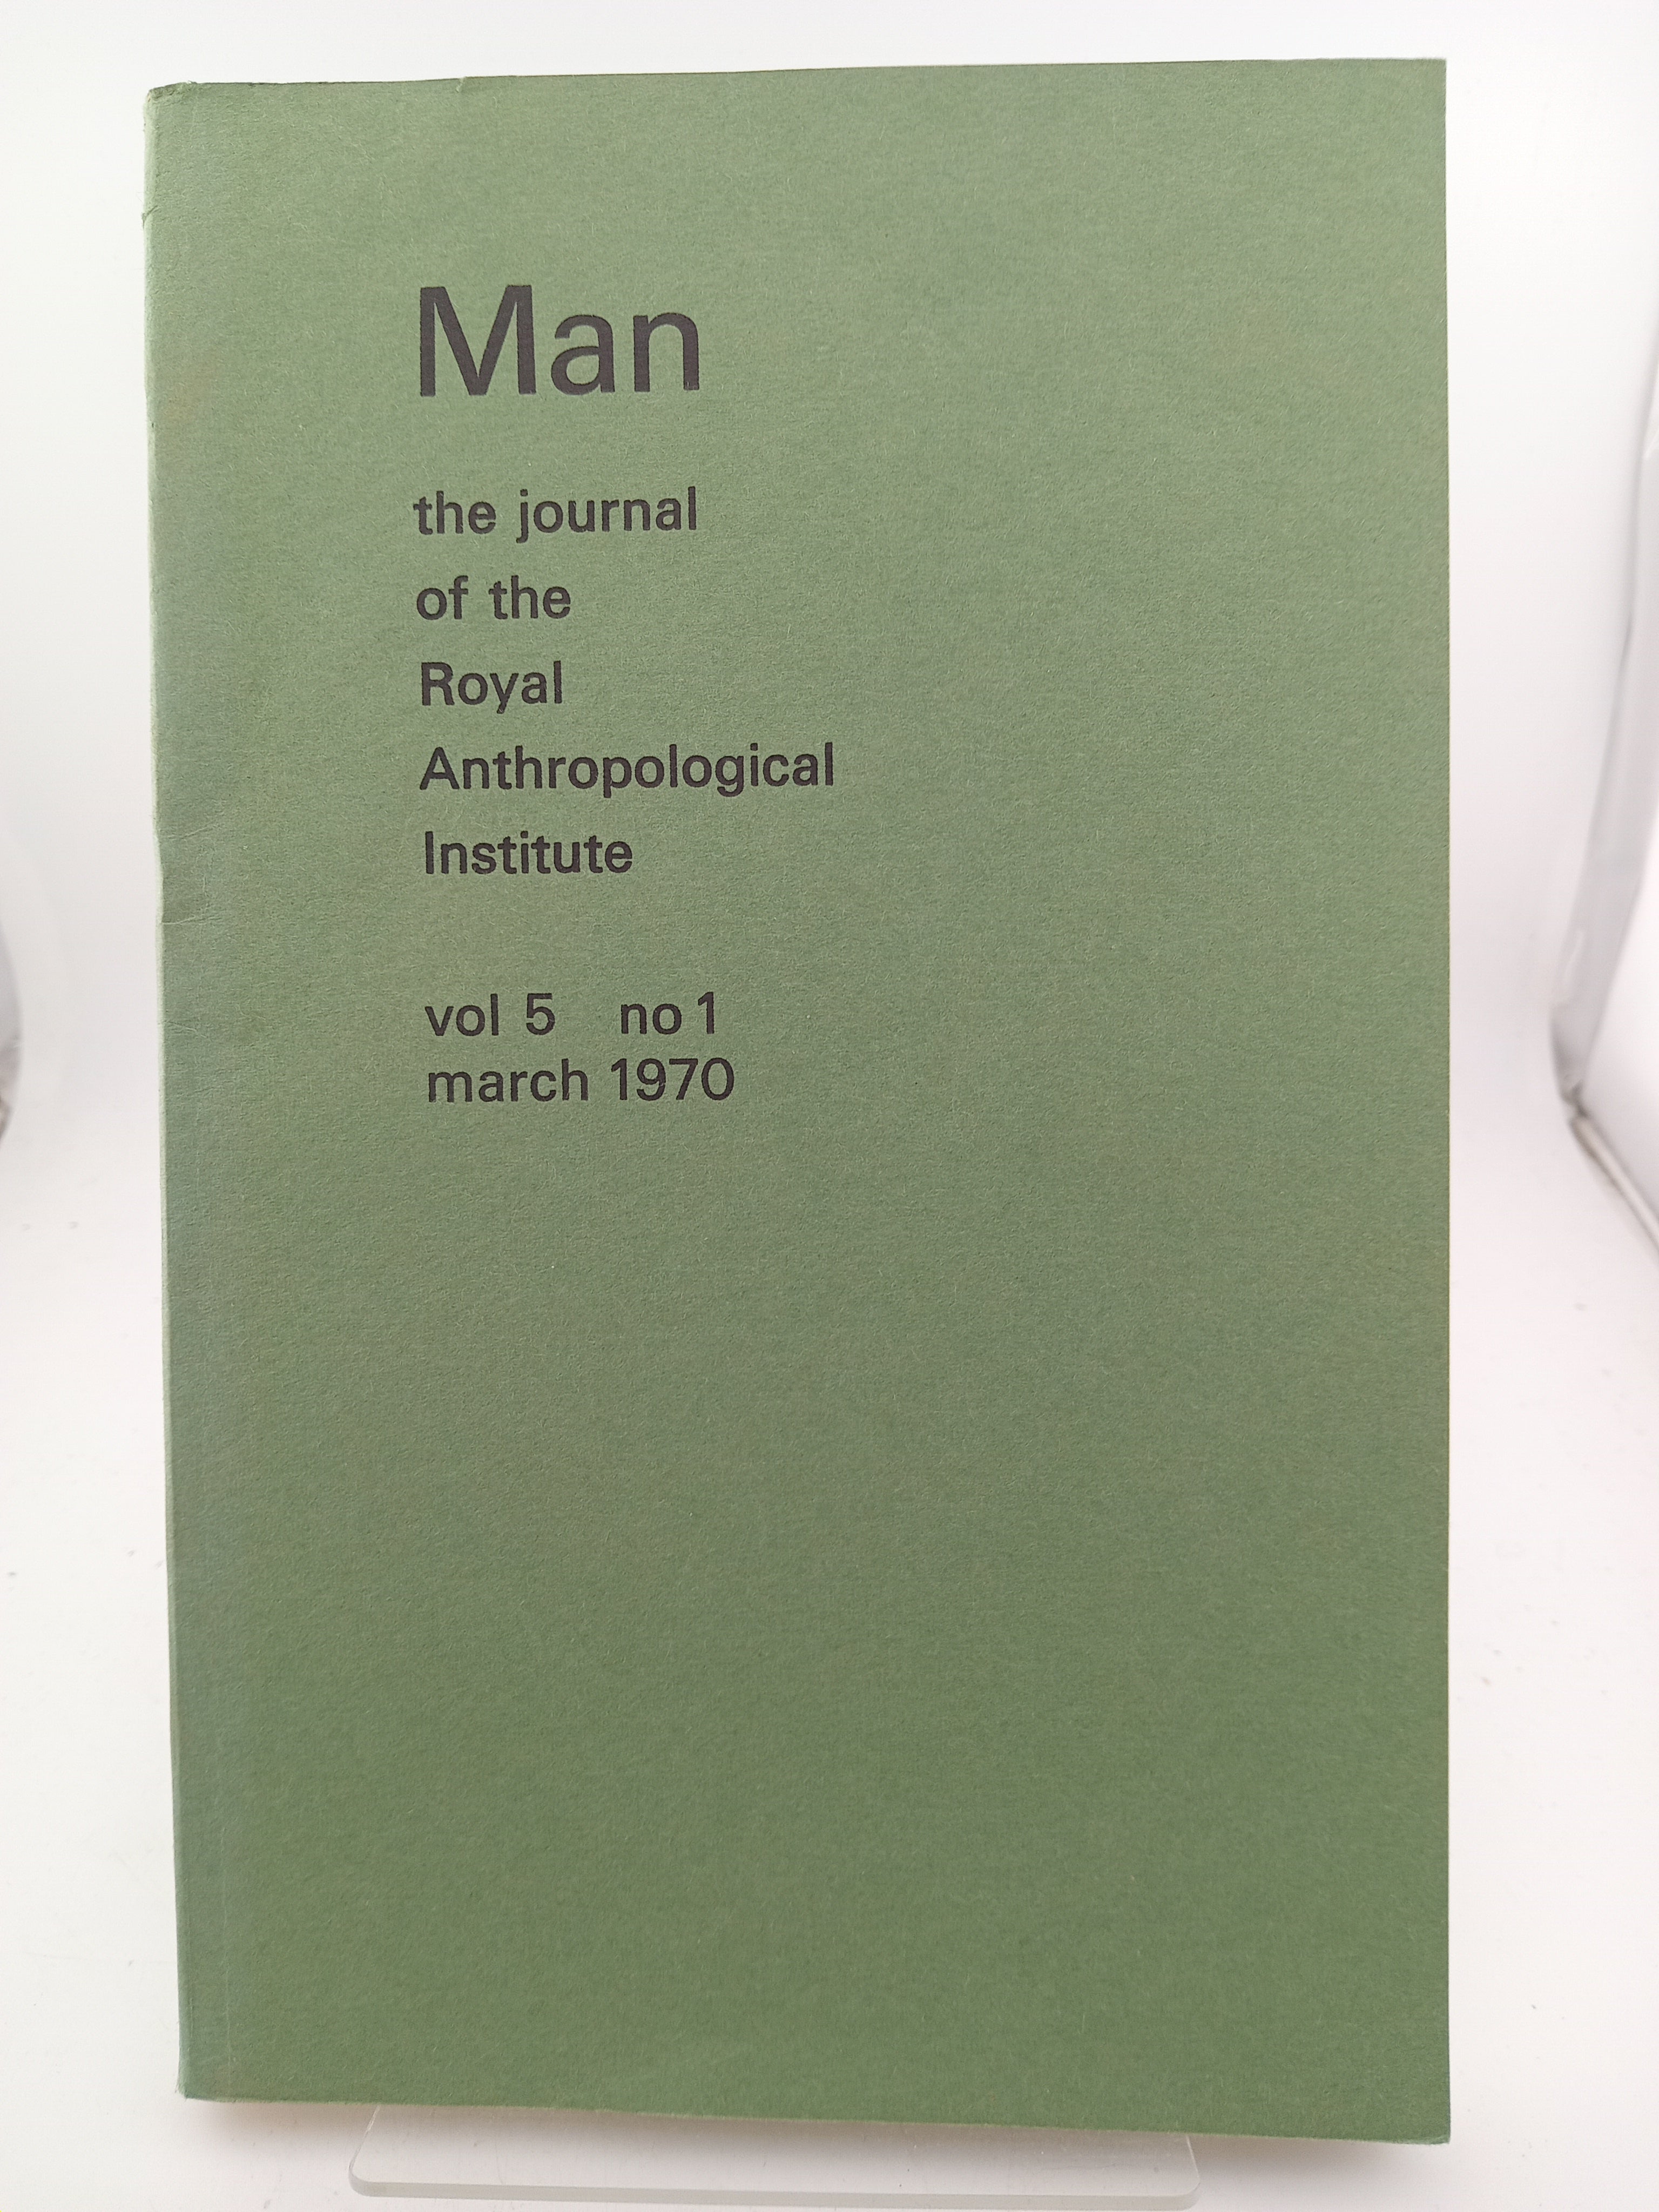 Man
the journal
of the
Royal
Anthropological
Institute
vol 5 no 1
march 1970